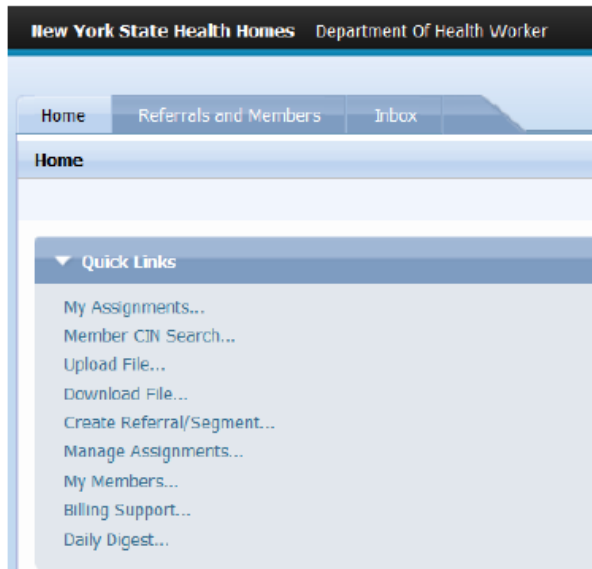 New York State Health Homes Department Of Health Worker
Home Referrals and Members Inbox
Home
Quick Links
My Assignments...
Member CIN Search...
Upload File...
Download File...
Create Referral/Segment...
Manage Assignments...
My Members...
Billing Support...
Daily Digest...